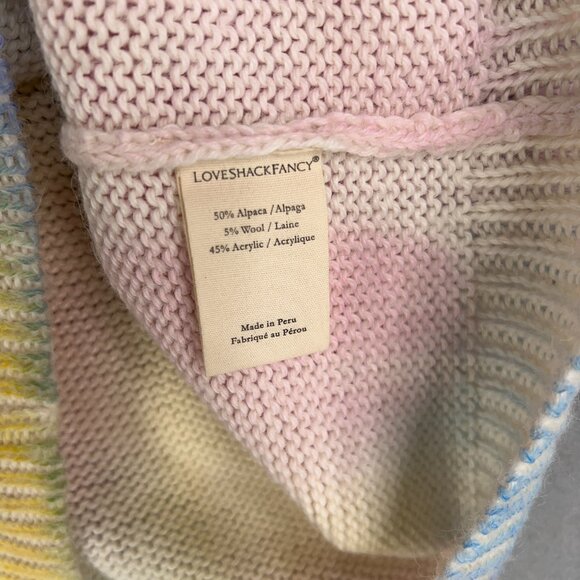 LOVESHACKFANCY®
50% Alpaca / Alpaga
5% Wool / Laine
45% Acrylic / Acrylique
Made in Peru
Fabriqué au Pérou